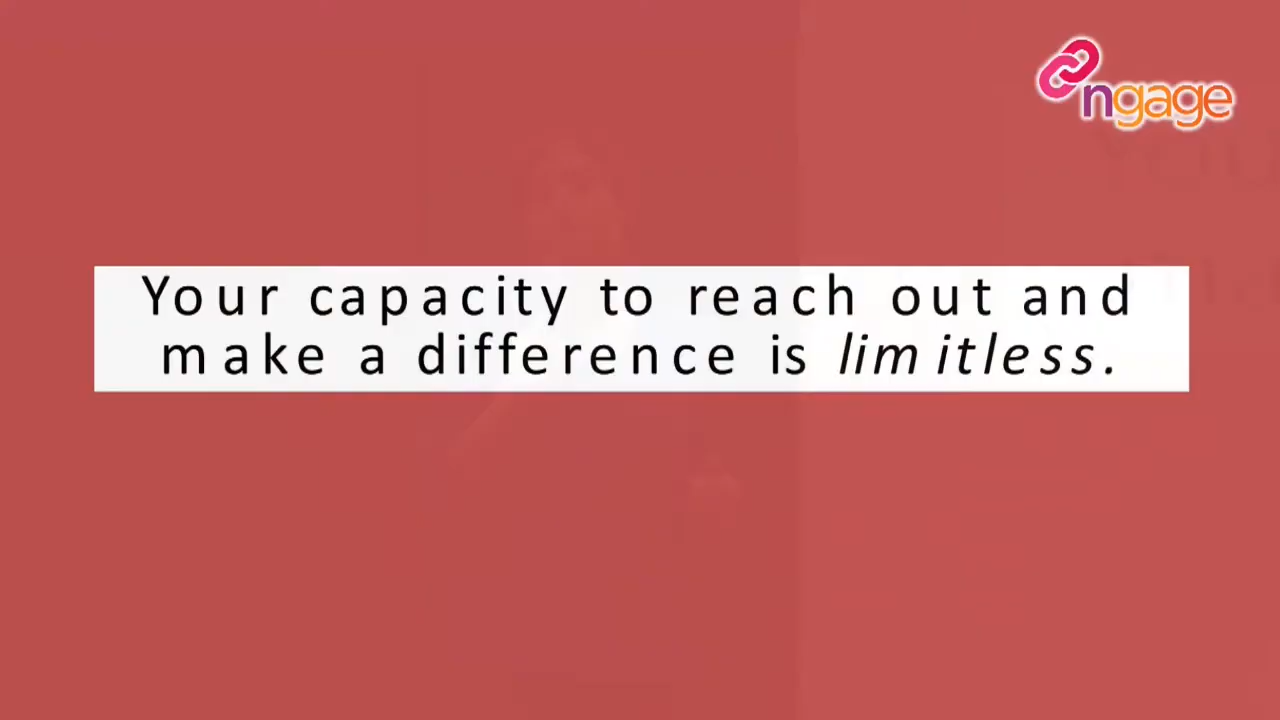 ngage
Your capacity to reach out and
make a difference is limitless.